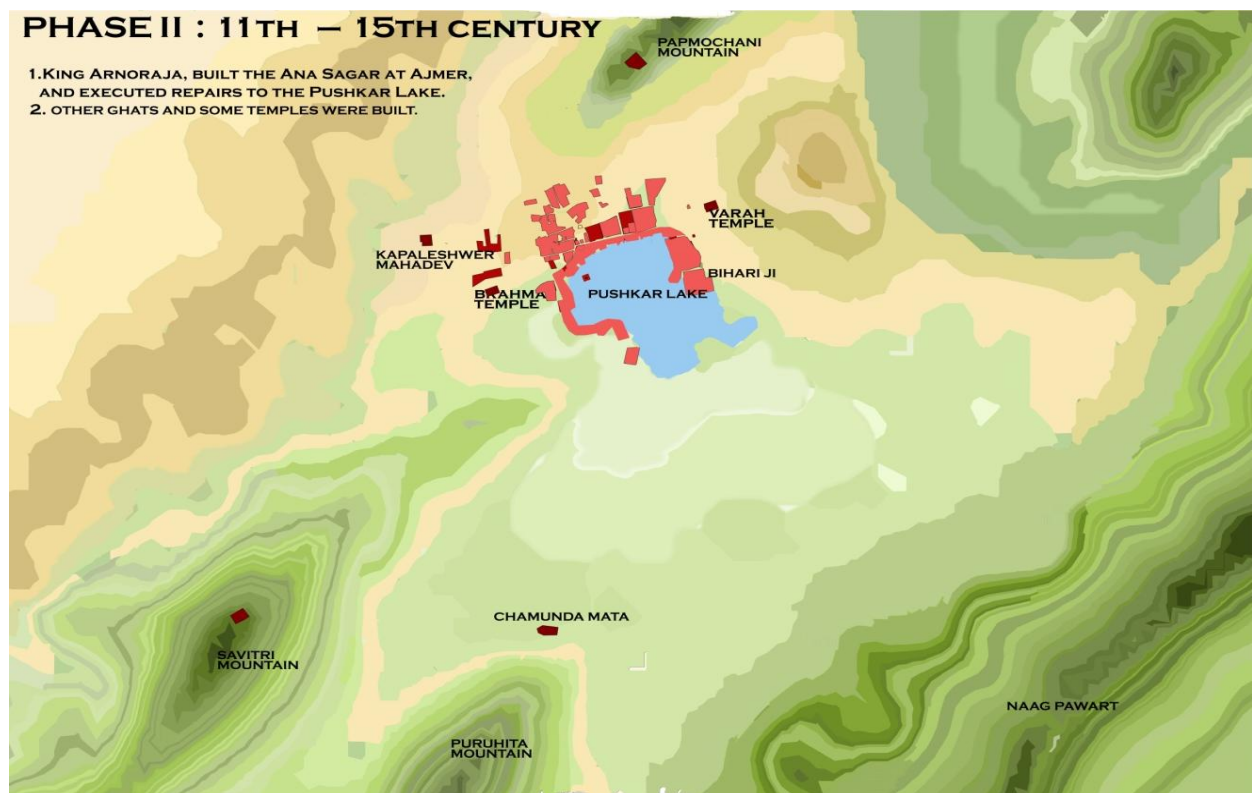 PHASE II : 11TH – 15TH CENTURY
1.KING ARNORAJA, BUILT THE ANA SAGAR AT AJMER,
AND EXECUTED REPAIRS TO THE PUSHKAR LAKE.
2. OTHER GHATS AND SOME TEMPLES WERE BUILT.
PAPMOCHANI
MOUNTAIN
VARAH
TEMPLE
KAPALESHWER
MAHADEV
BIHARI JI
BRAHMA
TEMPLE
PUSHKAR LAKE
CHAMUNDA MATA
SAVITRI
MOUNTAIN
NAAG PAWART
PURUHITA
MOUNTAIN